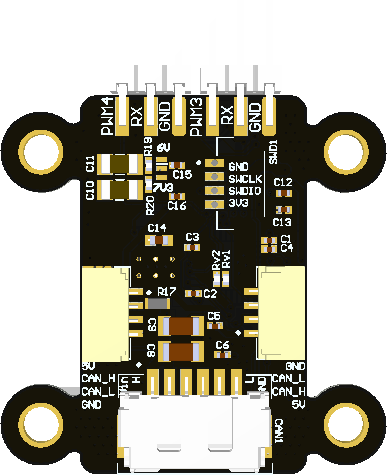 PWM4 RX GND PWM3 RX GND
R19
6V
SWD1
C11
C15
GND
SWCLK
SWDIO
3V3
C10
7V3
R20
C16
C12
C13
C14
C3
C4
RV2
RV1
R17
C2
C9
C5
C8
C6
5V
CAN_H
CAN_L
GND
GND
CAN_L
CAN_H
5V
CAN1